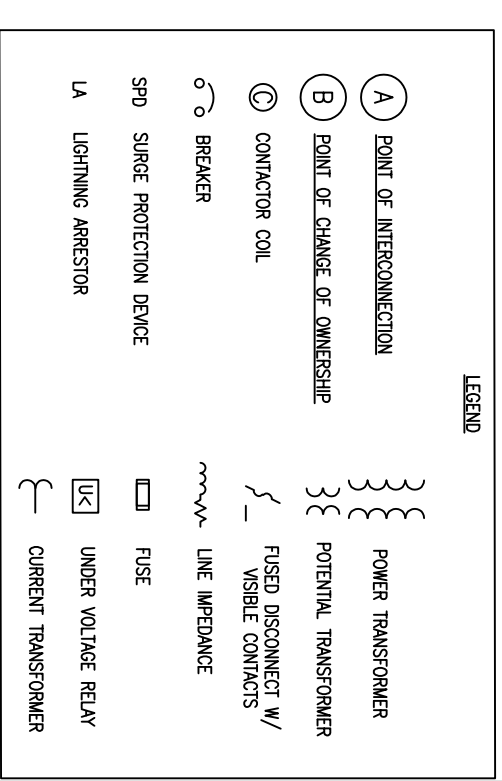 LEGEND
A POINT OF INTERCONNECTION
B POINT OF CHANGE OF OWNERSHIP
C CONTACTOR COIL
BREAKER
SPD SURGE PROTECTION DEVICE
LA LIGHTNING ARRESTOR
POWER TRANSFORMER
POTENTIAL TRANSFORMER
FUSED DISCONNECT W/
VISIBLE CONTACTS
LINE IMPEDANCE
FUSE
U< UNDER VOLTAGE RELAY
CURRENT TRANSFORMER